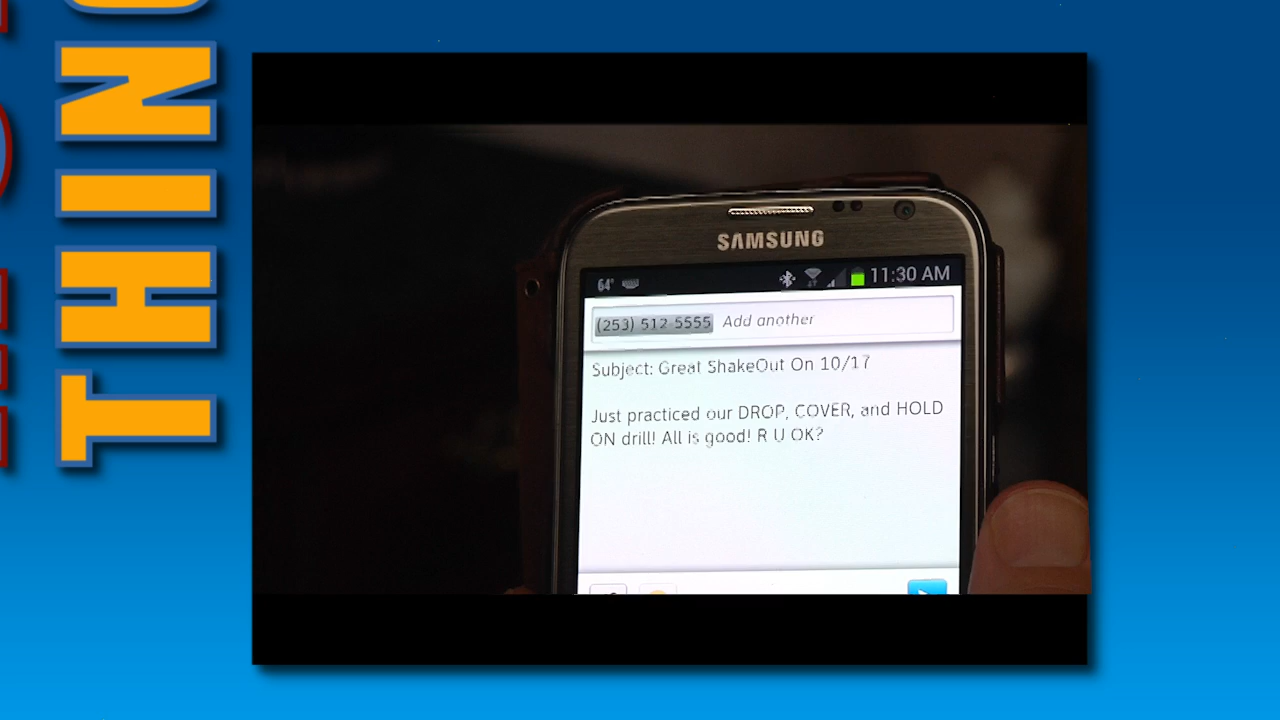 THING
SAMSUNG
64°
11:30 AM
(253) 512-5555 Add another
Subject: Great ShakeOut On 10/17
Just practiced our DROP, COVER, and HOLD
ON drill! All is good! R U OK?